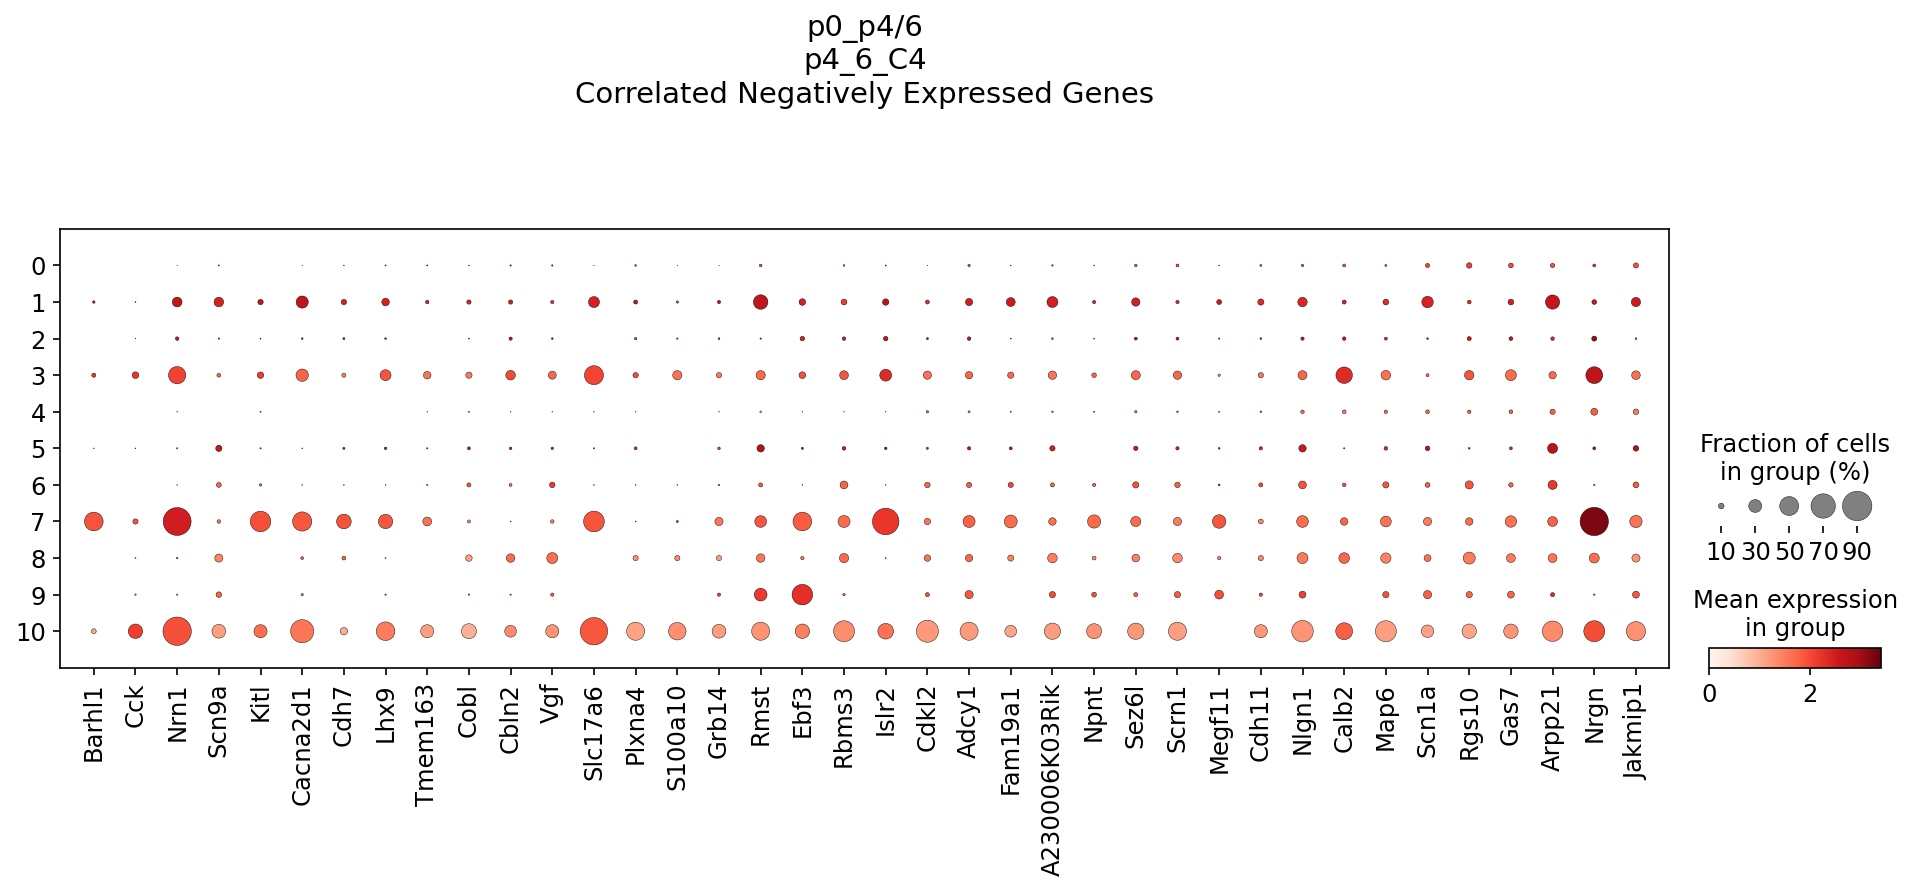 p0_p4/6
p4_6_C4
Correlated Negatively Expressed Genes
0
1
2
3
4
5
6
7
8
9
10
Barhl1
Cck
Nrn1
Scn9a
Kitl
Cacna2d1
Cdh7
Lhx9
Tmem163
Cobl
Cbln2
Vgf
Slc17a6
Plxna4
S100a10
Grb14
Rmst
Ebf3
Rbms3
Islr2
Cdkl2
Adcy1
Fam19a1
A230006K03Rik
Npnt
Sez6l
Scrn1
Megf11
Cdh11
Nlgn1
Calb2
Map6
Scn1a
Rgs10
Gas7
Arpp21
Nrgn
Jakmip1
Fraction of cells
in group (%)
10 30 50 70 90
Mean expression
in group
0 2